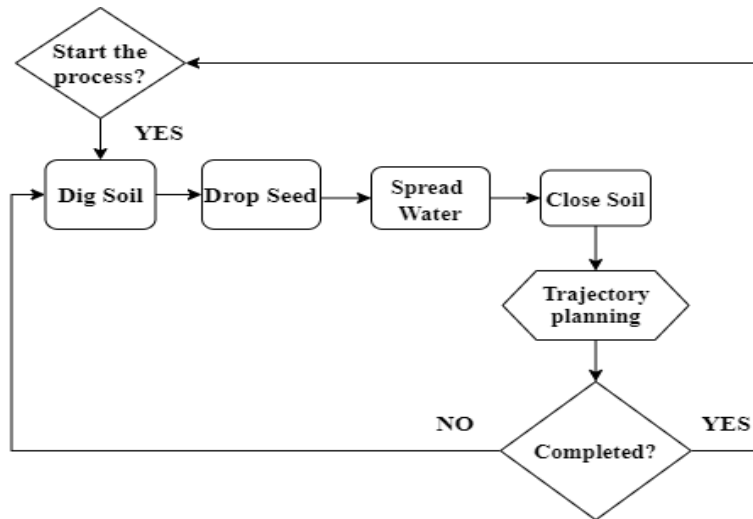 Start the
process?
YES
Dig Soil
Drop Seed
Spread
Water
Close Soil
Trajectory
planning
NO
Completed?
YES